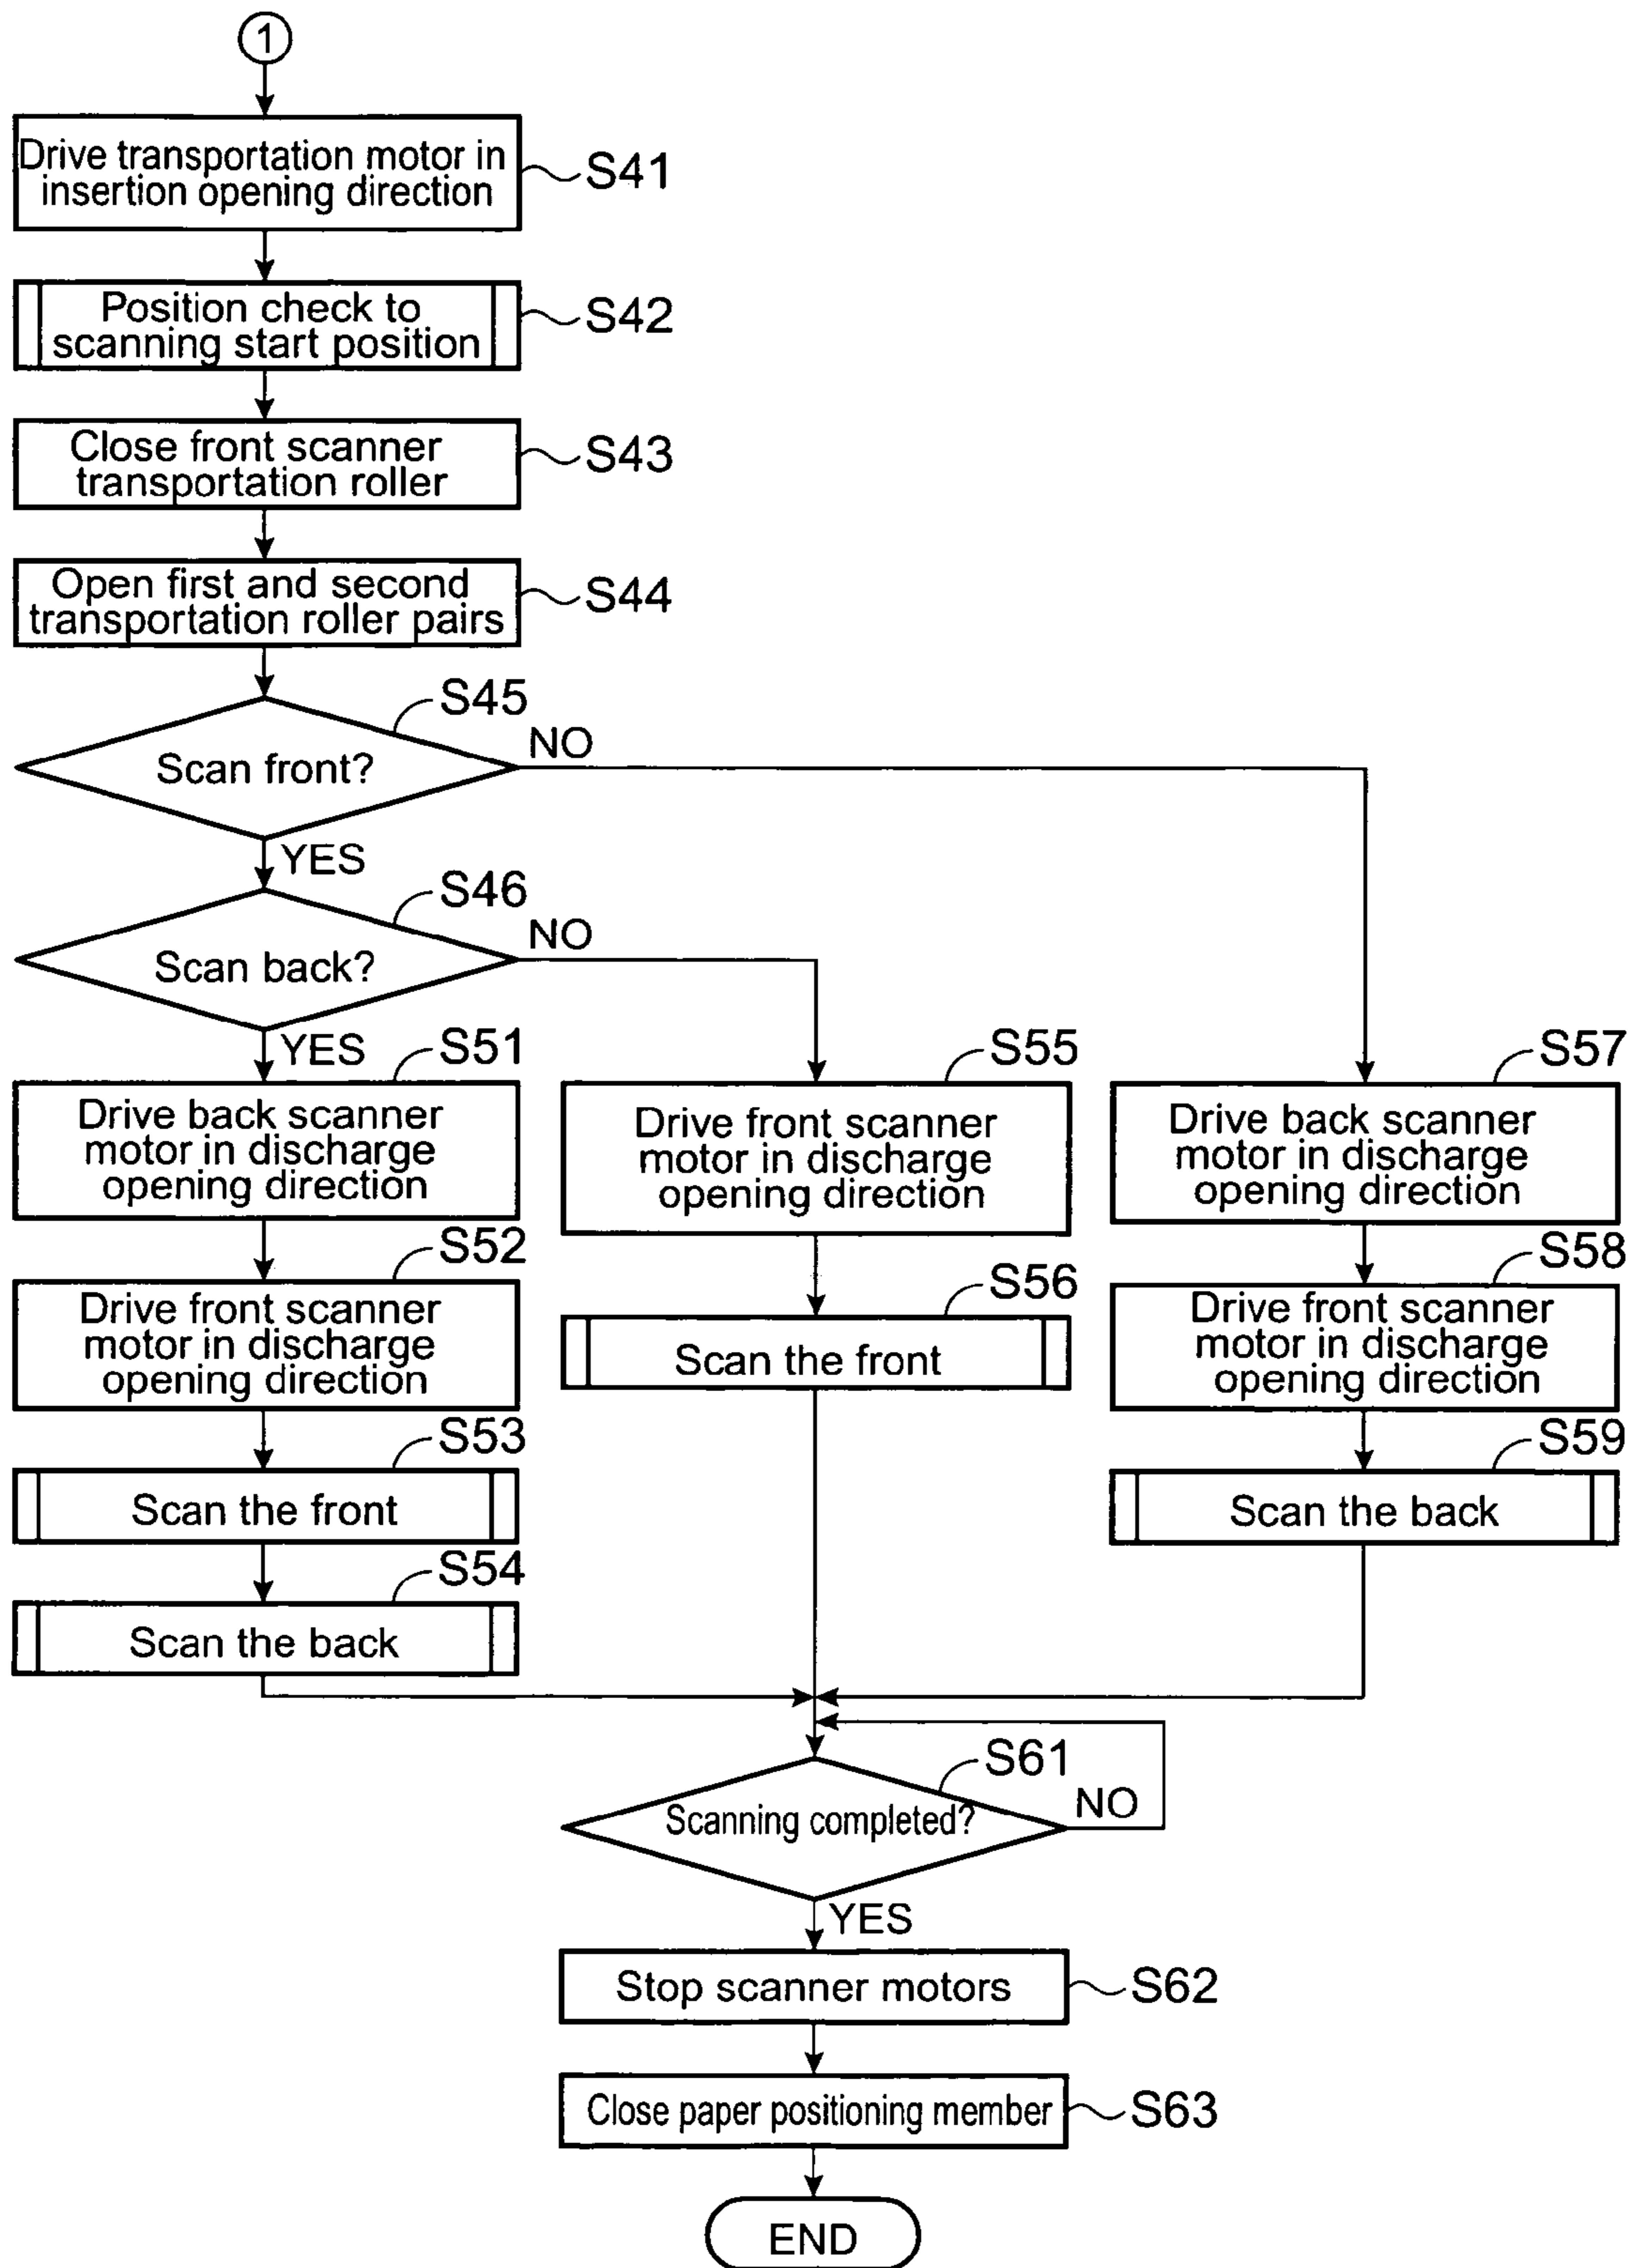 1
Drive transportation motor in
insertion opening direction
S41
Position check to
scanning start position
S42
Close front scanner
transportation roller
S43
Open first and second
transportation roller pairs
S44
S45
Scan front?
NO
YES
S46
Scan back?
NO
YES
S51
Drive back scanner
motor in discharge
opening direction
S52
Drive front scanner
motor in discharge
opening direction
S53
Scan the front
S54
Scan the back
S55
Drive front scanner
motor in discharge
opening direction
S56
Scan the front
S57
Drive back scanner
motor in discharge
opening direction
S58
Drive front scanner
motor in discharge
opening direction
S59
Scan the back
S61
Scanning completed?
NO
YES
Stop scanner motors
S62
Close paper positioning member
S63
END